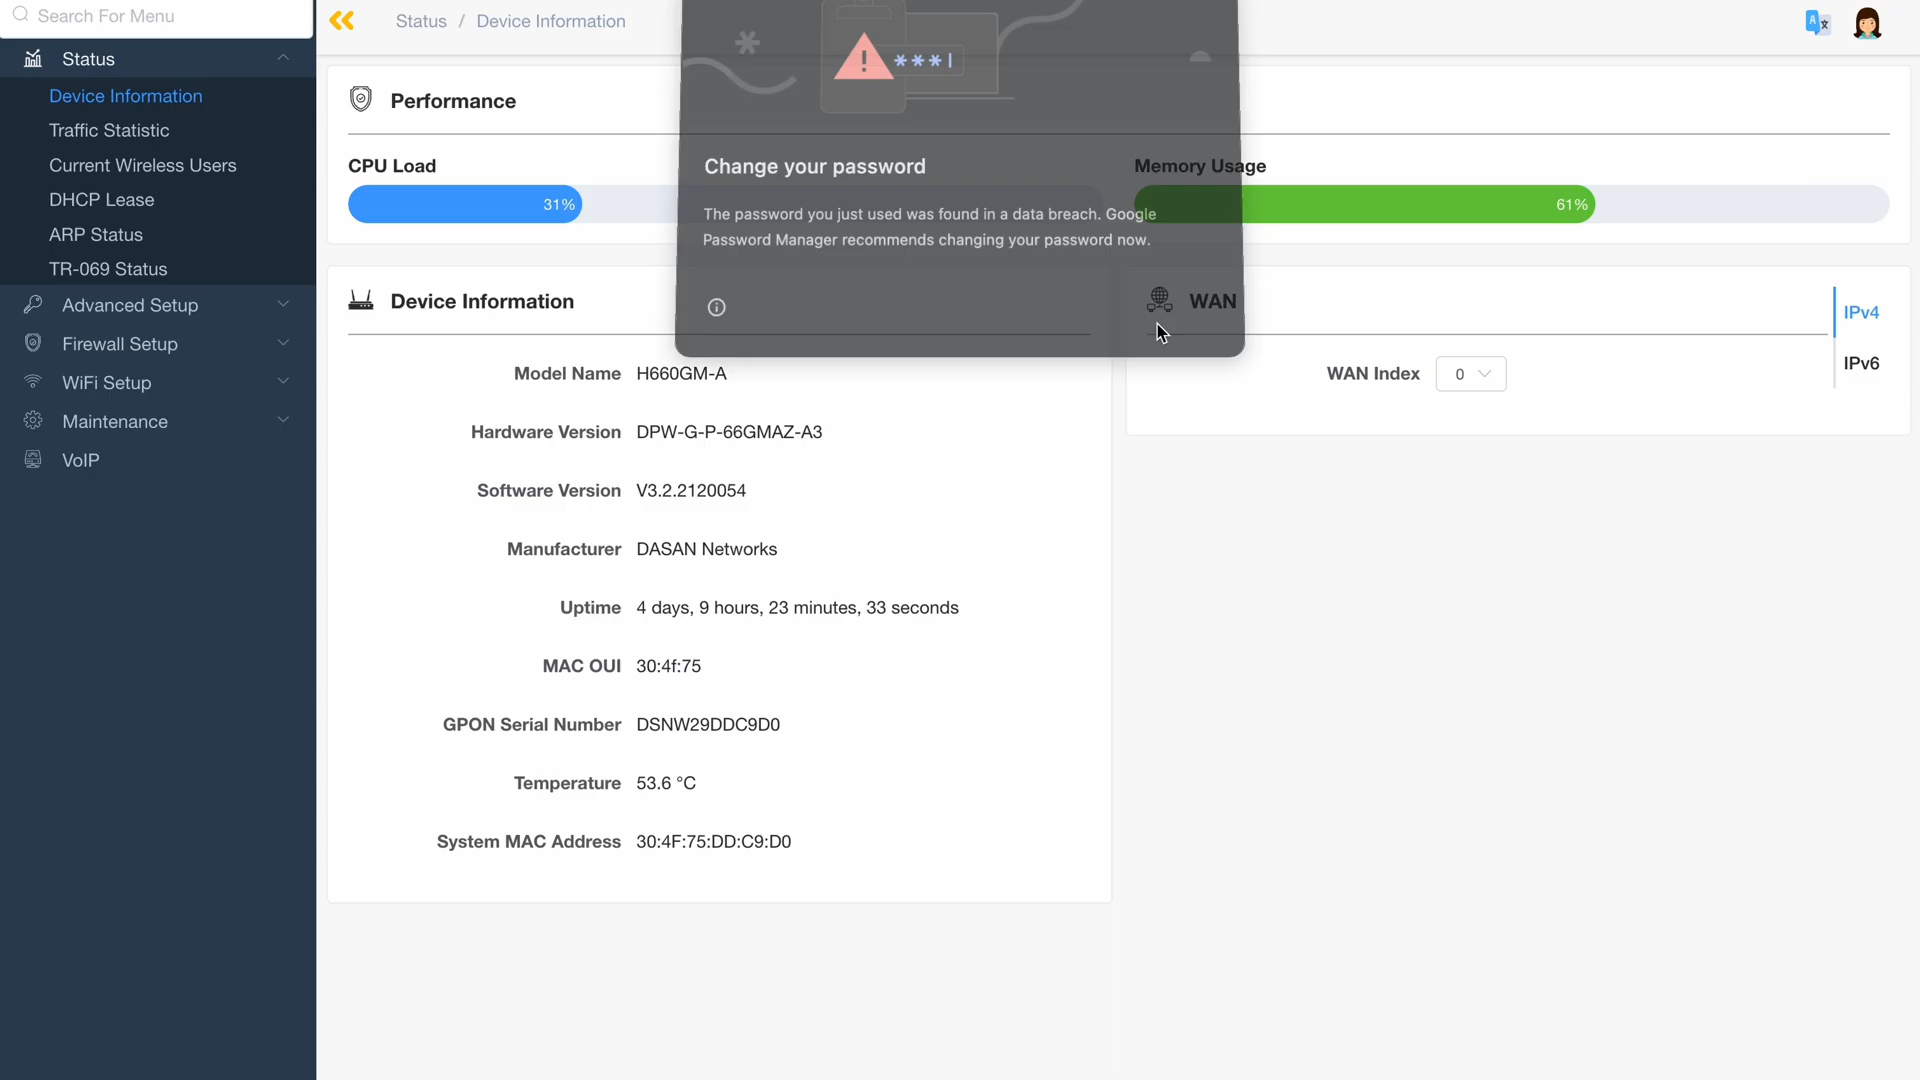 Search For Menu
Status
Device Information
Traffic Statistic
Current Wireless Users
DHCP Lease
ARP Status
TR-069 Status
Advanced Setup
Firewall Setup
WiFi Setup
Maintenance
VoIP
Status / Device Information
Performance
CPU Load
31%
Memory Usage
61%
***
Change your password
The password you just used was found in a data breach. Google
Password Manager recommends changing your password now.
Device Information
Model Name H660GM-A
Hardware Version DPW-G-P-66GMAZ-A3
Software Version V3.2.2120054
Manufacturer DASAN Networks
Uptime 4 days, 9 hours, 23 minutes, 33 seconds
MAC OUI 30:4f:75
GPON Serial Number DSNW29DDC9D0
Temperature 53.6 °C
System MAC Address 30:4F:75:DD:C9:D0
WAN
WAN Index 0
IPv4
IPv6